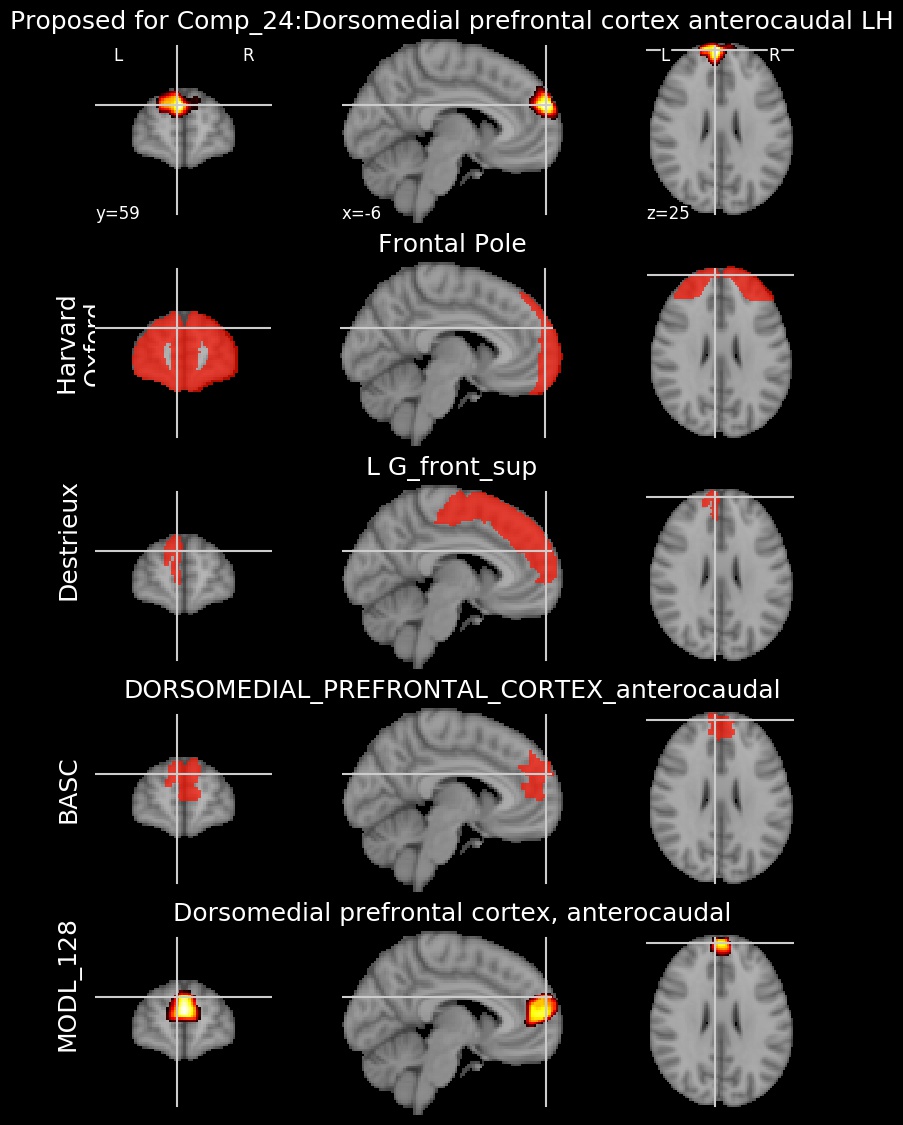 Proposed for Comp_24:Dorsomedial prefrontal cortex anterocaudal LH
L R L R
y=59 x=-6 z=25
Frontal Pole
Harvard
Oxford
L G_front_sup
Destrieux
DORSOMEDIAL_PREFRONTAL_CORTEX_anterocaudal
BASC
Dorsomedial prefrontal cortex, anterocaudal
MODL_128